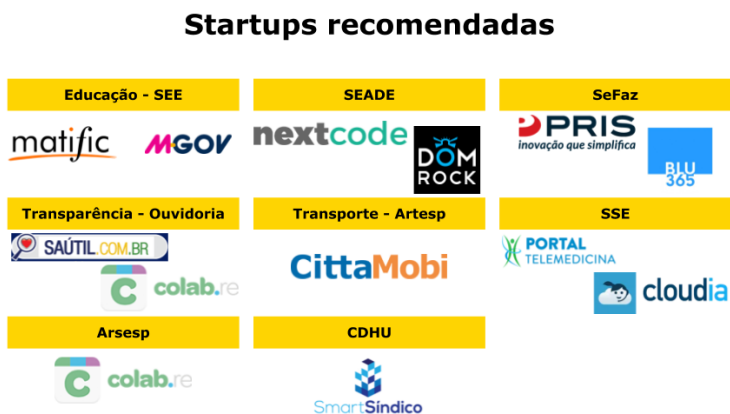 Startups recomendadas
Educação - SEE
SEADE
SeFaz
matific
MGOV
nextcode
DOM
ROCK
PRIS
inovação que simplifica
BLU
365
Transparência - Ouvidoria
Transporte - Artesp
SSE
SAÚTIL.COM.BR
colab.re
CittaMobi
PORTAL
TELEMEDICINA
cloudia
Arsesp
CDHU
colab.re
SmartSíndico